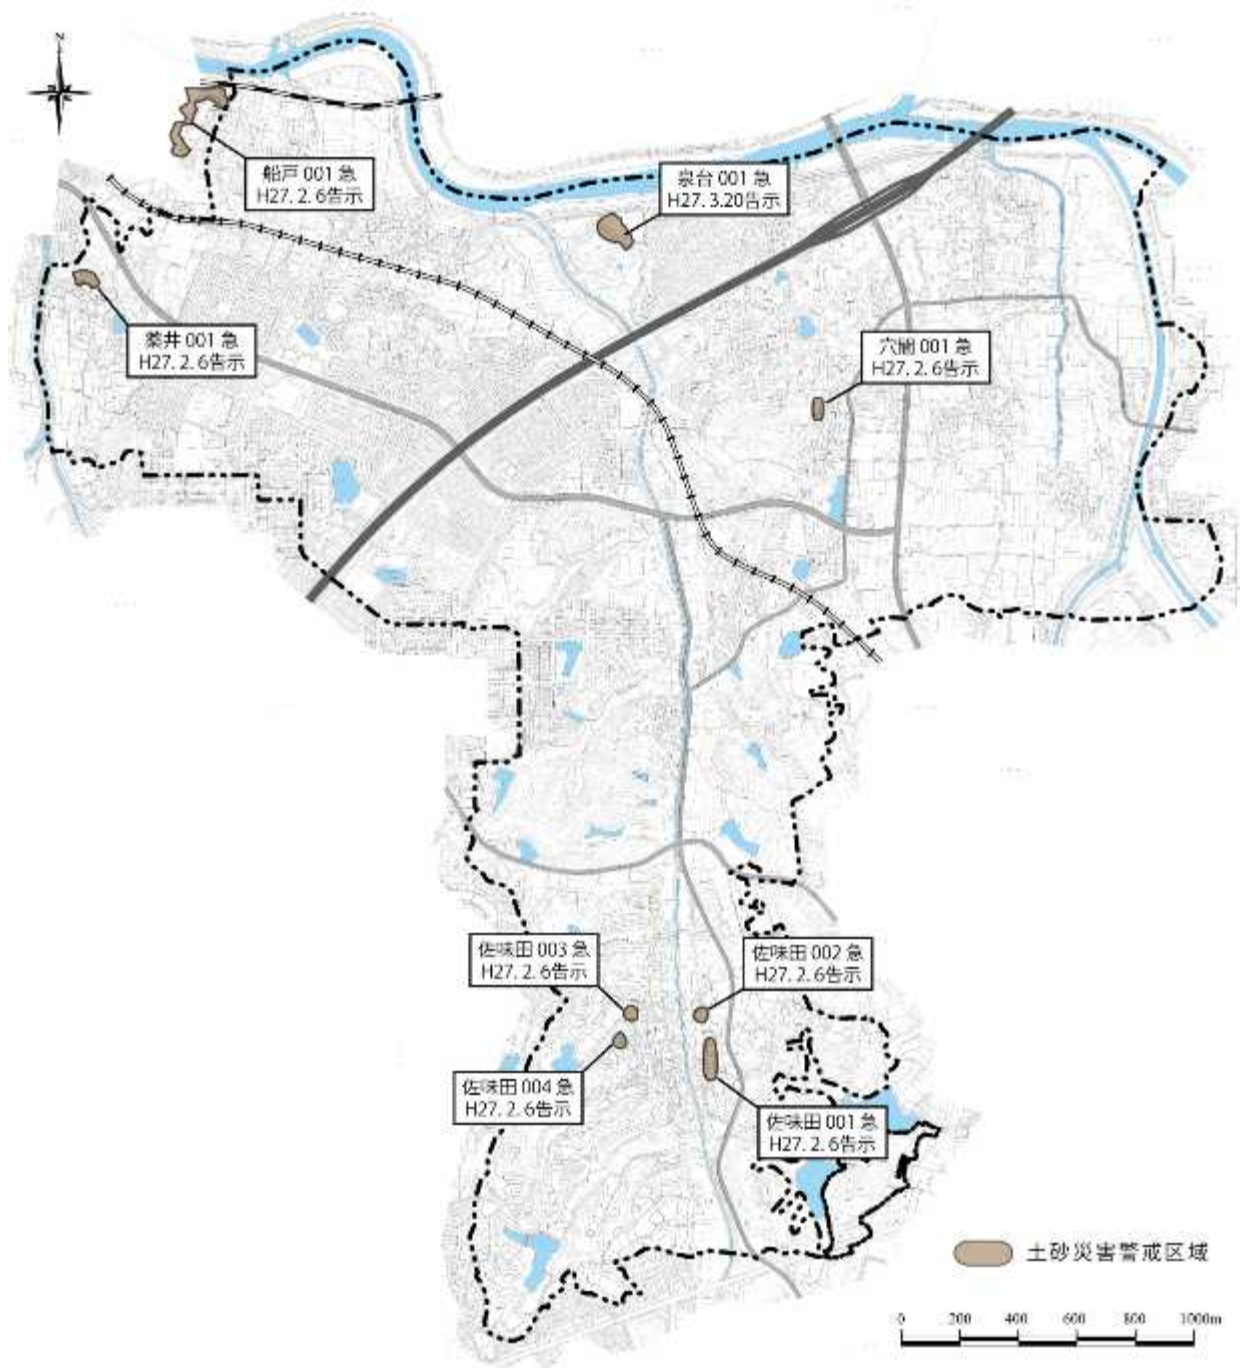 N
船戸 001 急
H27. 2. 6告示
泉台 001 急
H27. 3.20告示
薬井 001 急
H27. 2. 6告示
穴闇 001 急
H27. 2. 6告示
佐味田 003 急
H27. 2. 6告示
佐味田 002 急
H27. 2. 6告示
佐味田 004 急
H27. 2. 6告示
佐味田 001 急
H27. 2. 6告示
土砂災害警戒区域
0 200 400 600 800 1000m